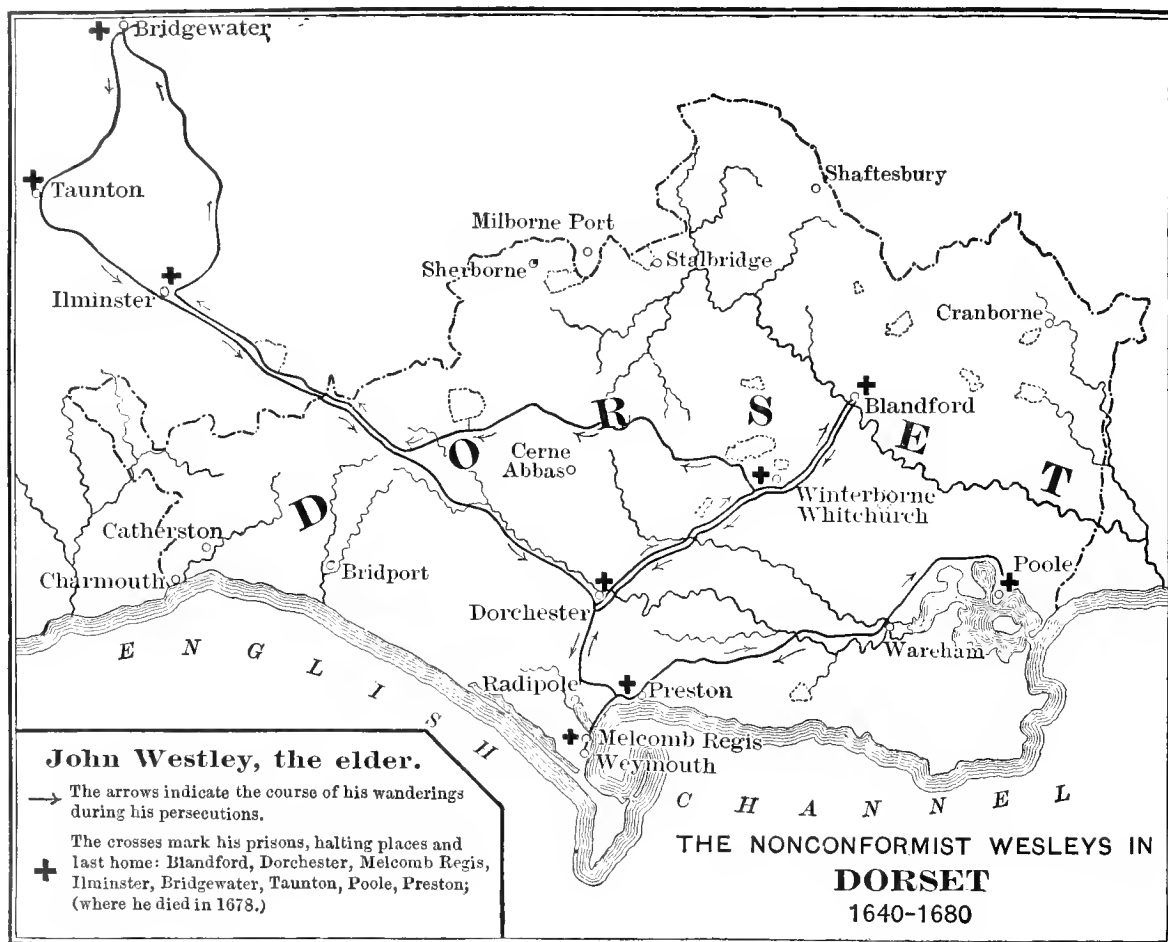 Bridgewater
Taunton
Ilminster
Shaftesbury
Milborne Port
Sherborne
Stalbridge
Cranborne
Blandford
Cerne
Abbas
Winterborne
Whitchurch
DORSET
Catherston
Charmouth
Bridport
Dorchester
Poole
Wareham
Radipole
Preston
Melcomb Regis
Weymouth
ENGLISH
CHANNEL
John Westley, the elder.
The arrows indicate the course of his wanderings
during his persecutions.
The crosses mark his prisons, halting places and
last home: Blandford, Dorchester, Melcomb Regis,
Ilminster, Bridgewater, Taunton, Poole, Preston;
(where he died in 1678.)
THE NONCONFORMIST WESLEYS IN
DORSET
1640-1680